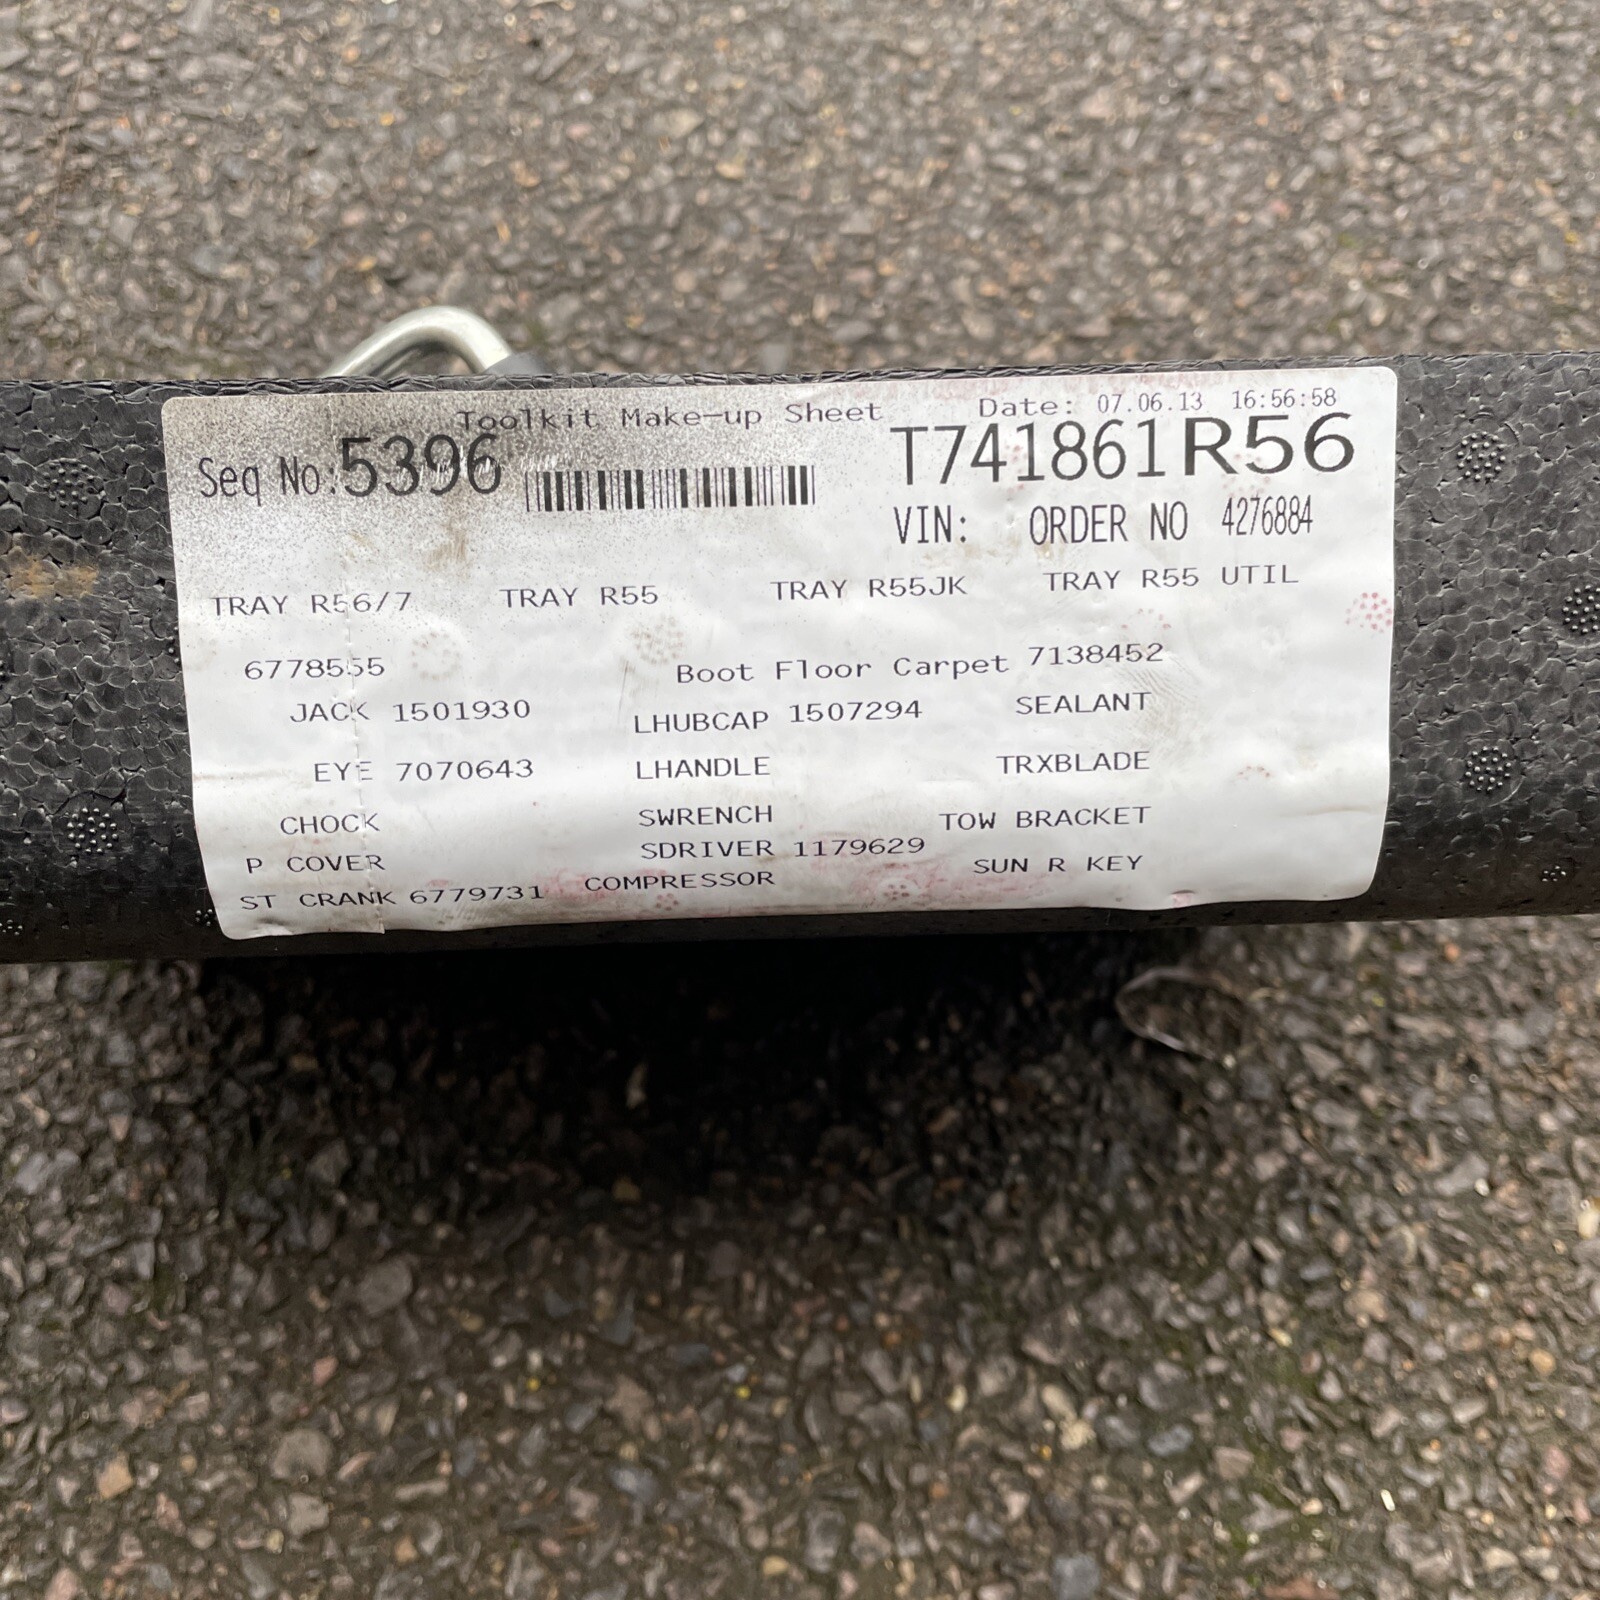 Toolkit Make-up Sheet Date: 07.06.13 16:56:58
Seq No:5396 T741861R56
VIN: ORDER NO 4276884
TRAY R56/7 TRAY R55 TRAY R55JK TRAY R55 UTIL
6778555 Boot Floor Carpet 7138452
JACK 1501930 LHUBCAP 1507294 SEALANT
EYE 7070643 LHANDLE TRXBLADE
CHOCK SWRENCH TOW BRACKET
P COVER SDRIVER 1179629 SUN R KEY
ST CRANK 6779731 COMPRESSOR